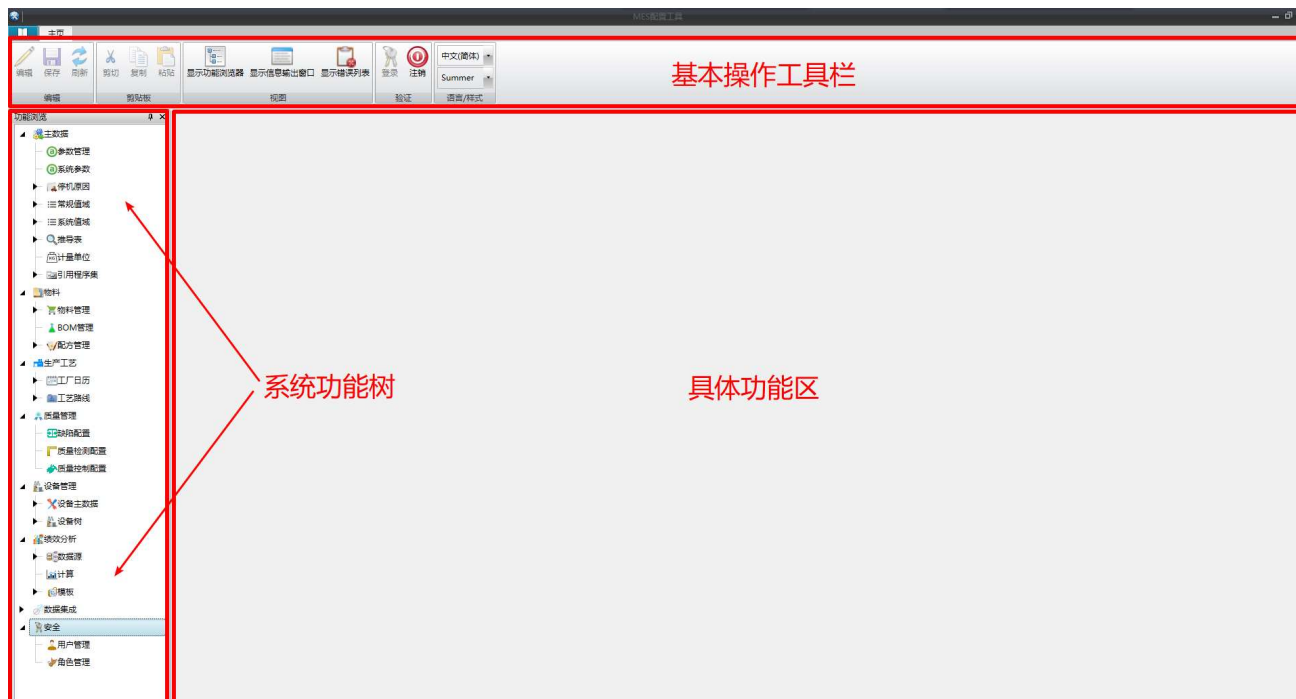 MES配置工具
主页
编辑 保存 刷新 剪切 复制 粘贴 显示功能浏览器 显示信息输出窗口 显示错误列表 登录 注销 中文(简体)
Summer
编辑 剪贴板 视图 验证 语言/样式
基本操作工具栏
功能浏览
主数据
参数管理
系统参数
停机原因
常规值域
系统值域
推导表
计量单位
引用程序集
物料
物料管理
BOM管理
配方管理
生产工艺
工厂日历
工艺路线
质量管理
缺陷配置
质量检测配置
质量控制配置
设备管理
设备主数据
设备树
绩效分析
数据源
计算
模板
数据集成
安全
用户管理
角色管理
系统功能树
具体功能区